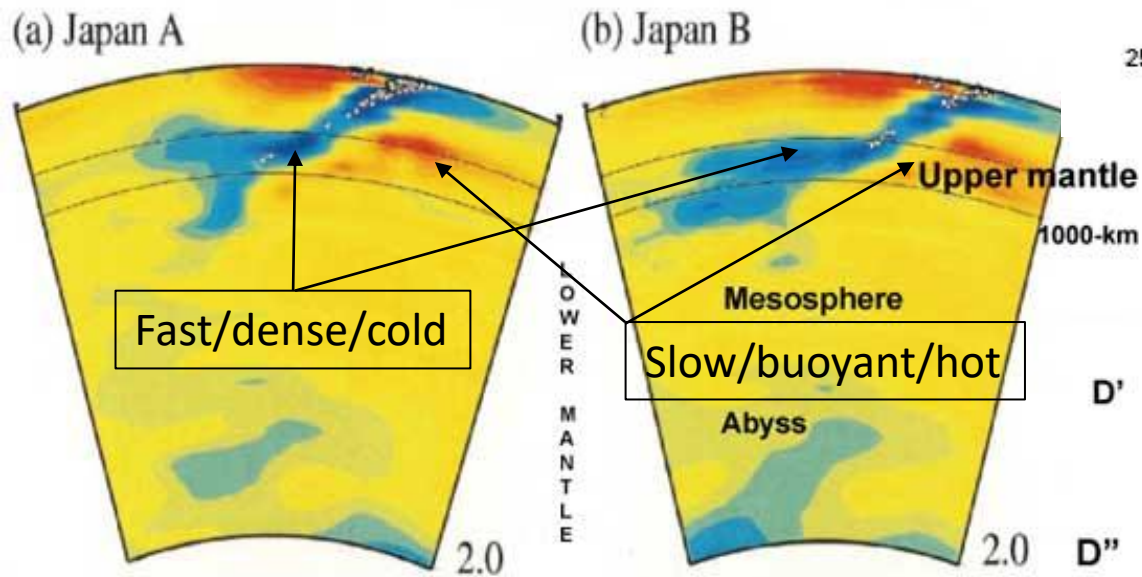 (a) Japan A
(b) Japan B
25
Upper mantle
1000-km
LOWER MANTLE
Mesosphere
Fast/dense/cold
Slow/buoyant/hot
D'
Abyss
2.0
2.0
D"